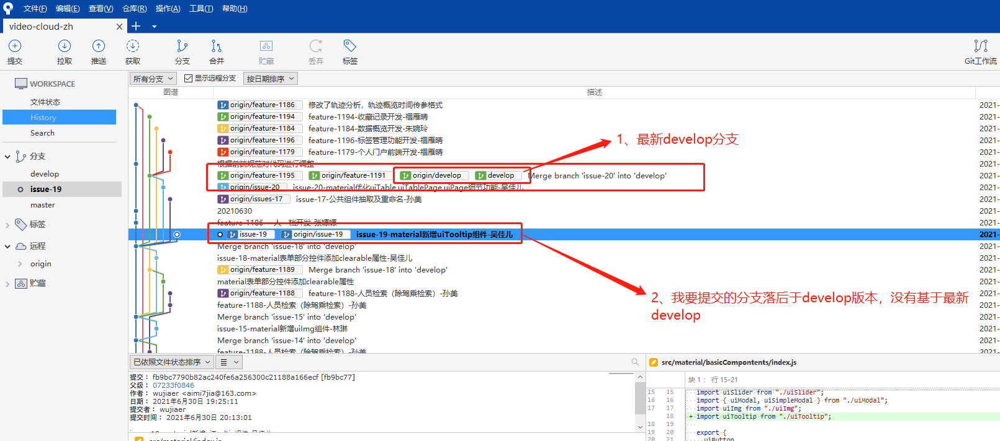 文件(F) 编辑(E) 查看(V) 仓库(R) 操作(A) 工具(T) 帮助(H)
video-cloud-zh
提交 拉取 推送 获取 分支 合并 贮藏 丢弃 标签 Git工作流
WORKSPACE
文件状态
History
Search
分支
develop
issue-19
master
标签
远程
origin
贮藏
所有分支 显示远程分支 按日期排序
图谱 描述
origin/feature-1186 修改了轨迹分析，轨迹概览时间传参格式 2021-
origin/feature-1194 feature-1194-收藏记录开发-禤雁晴 2021-
origin/feature-1184 feature-1184-数据概览开发-朱婉玲 2021-
origin/feature-1196 feature-1196-标签管理功能开发-禤雁晴 2021-
origin/feature-1179 feature-1179-个人门户前端开发-禤雁晴 2021-
根据前端规范对代码进行调整 2021-
origin/feature-1195 origin/feature-1191 origin/develop develop Merge branch 'issue-20' into 'develop' 2021-
origin/issue-20 issue-20-material优化uiTable uiTablePage uiPage细节功能-吴佳儿 2021-
origin/issues-17 issue-17-公共组件抽取及重命名-孙美 2021-
20210630 2021-
feature-1186-一人一档开发-张嫄嫄 2021-
issue-19 origin/issue-19 issue-19-material新增uiTooltip组件-吴佳儿 2021-
Merge branch 'issue-18' into 'develop' 2021-
issue-18-material表单部分控件添加clearable属性-吴佳儿 2021-
origin/feature-1189 Merge branch 'issue-18' into 'develop' 2021-
material表单部分控件添加clearable属性 2021-
origin/feature-1188 feature-1188-人员检索（除驾乘检索）-孙美 2021-
feature-1188-人员检索（除驾乘检索）-孙美 2021-
Merge branch 'issue-15' into 'develop' 2021-
issue-15-material新增uiImg组件-林琳 2021-
Merge branch 'issue-14' into 'develop' 2021-
feature-1188-人员检索（除驾乘检索）-孙美 2021-
1、最新develop分支
2、我要提交的分支落后于develop版本，没有基于最新
develop
已依照文件状态排序
提交： fb9bc7790b82ac240fe6a256300c21188a166ecf [fb9bc77]
父级： 07233f0846
作者： wujiaer <aimi7jia@163.com>
日期： 2021年6月30日 19:25:11
提交者： wujiaer
提交时间： 2021年6月30日 20:13:01
issue-19-material新增uiTooltip组件-吴佳儿
src/material/index.js
src/material/basicCompontents/index.js
块 1： 行 15-21
15 15 import uiSlider from "./uiSlider";
16 16 import { uiModal, uiSimpleModal } from "./uiModal";
17 17 import uiImg from "./uiImg";
18 + import uiTooltip from "./uiTooltip";
18 19
19 20 export {
20 21 uiButton